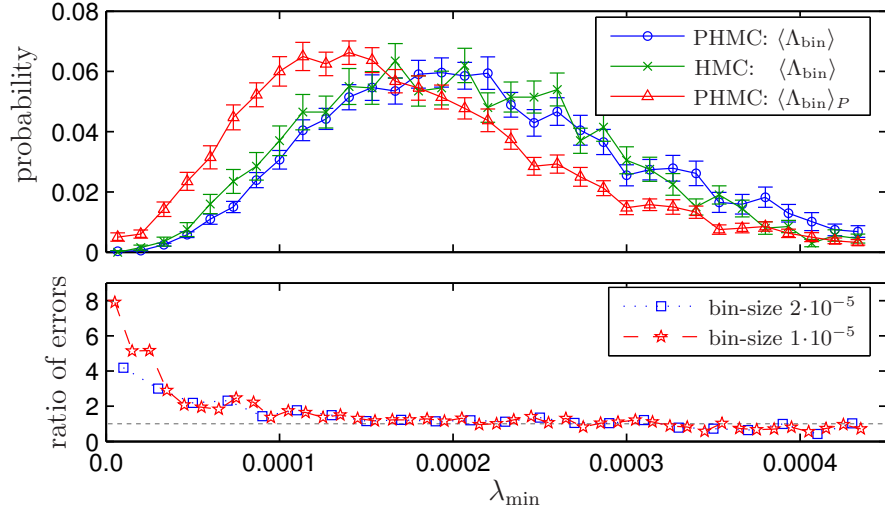 0.08
0.06
0.04
0.02
0
probability
PHMC: ⟨Λbin⟩
HMC: ⟨Λbin⟩
PHMC: ⟨Λbin⟩P
8
6
4
2
0
ratio of errors
bin-size 2·10−5
bin-size 1·10−5
0.0 0.0001 0.0002 0.0003 0.0004
λmin